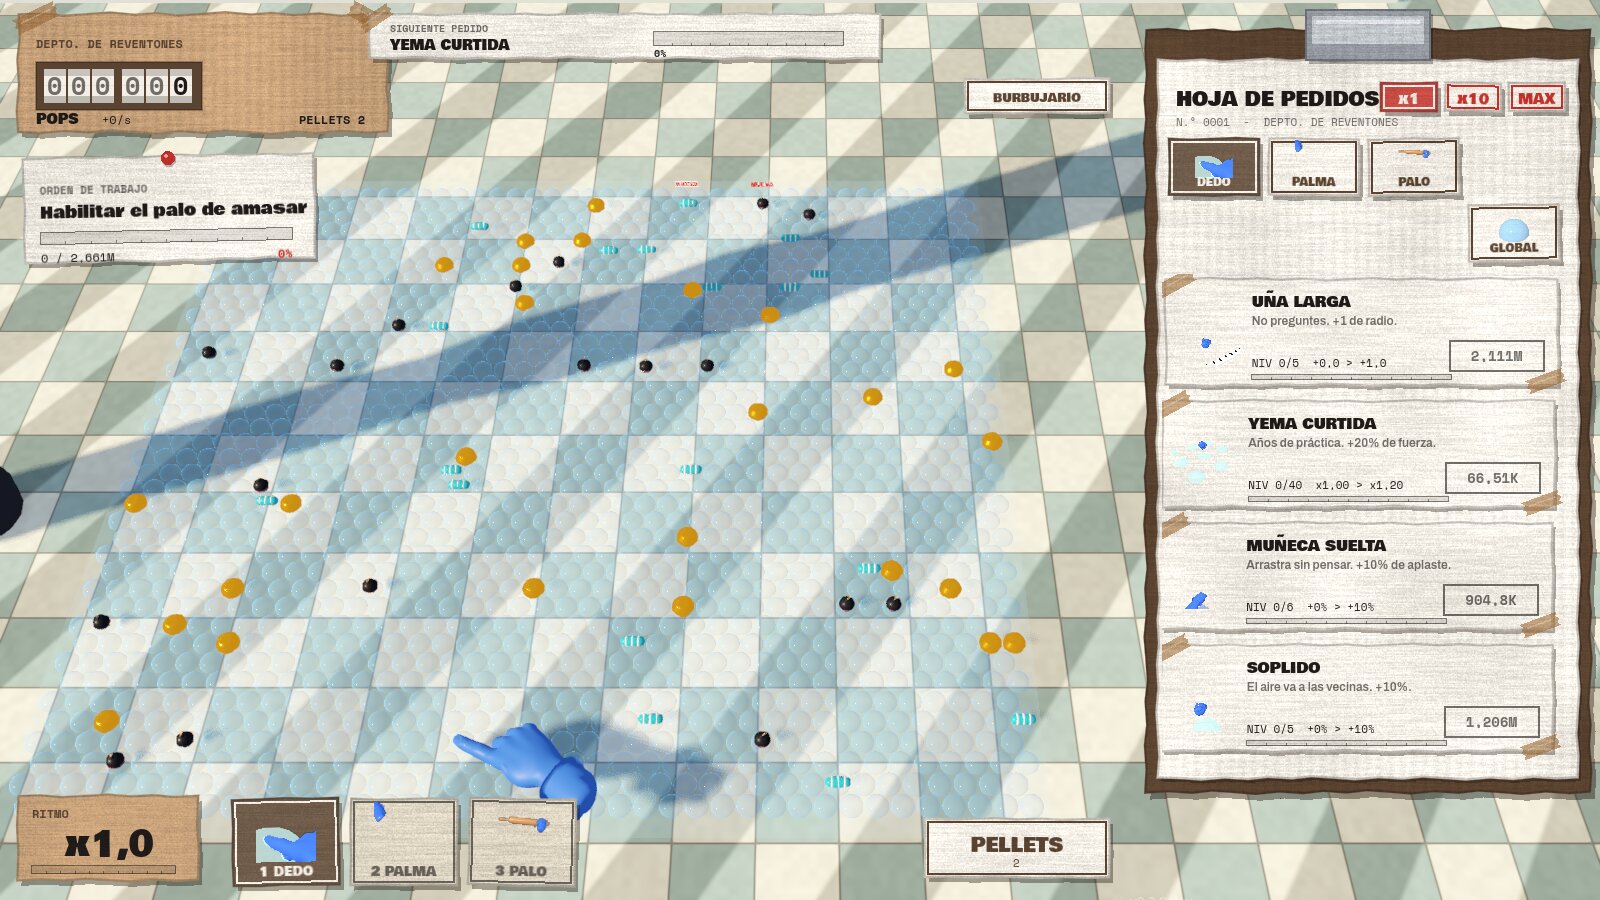 DEPTO. DE REVENTONES
000 000
POPS +0/s PELLETS 2
SIGUIENTE PEDIDO
YEMA CURTIDA
0%
BURBUJARIO
ORDEN DE TRABAJO
Habilitar el palo de amasar
0 / 2,661M 0%
HOJA DE PEDIDOS x1 x10 MAX
N.° 0001 - DEPTO. DE REVENTONES
DEDO PALMA PALO
GLOBAL
UÑA LARGA
No preguntes. +1 de radio.
NIV 0/5 +0,0 > +1,0 2,111M
YEMA CURTIDA
Años de práctica. +20% de fuerza.
NIV 0/40 x1,00 > x1,20 66,51K
MUÑECA SUELTA
Arrastra sin pensar. +10% de aplaste.
NIV 0/6 +0% > +10% 904,8K
SOPLIDO
El aire va a las vecinas. +10%.
NIV 0/5 +0% > +10% 1,206M
RITMO
x1,0
1 DEDO 2 PALMA 3 PALO
PELLETS
2